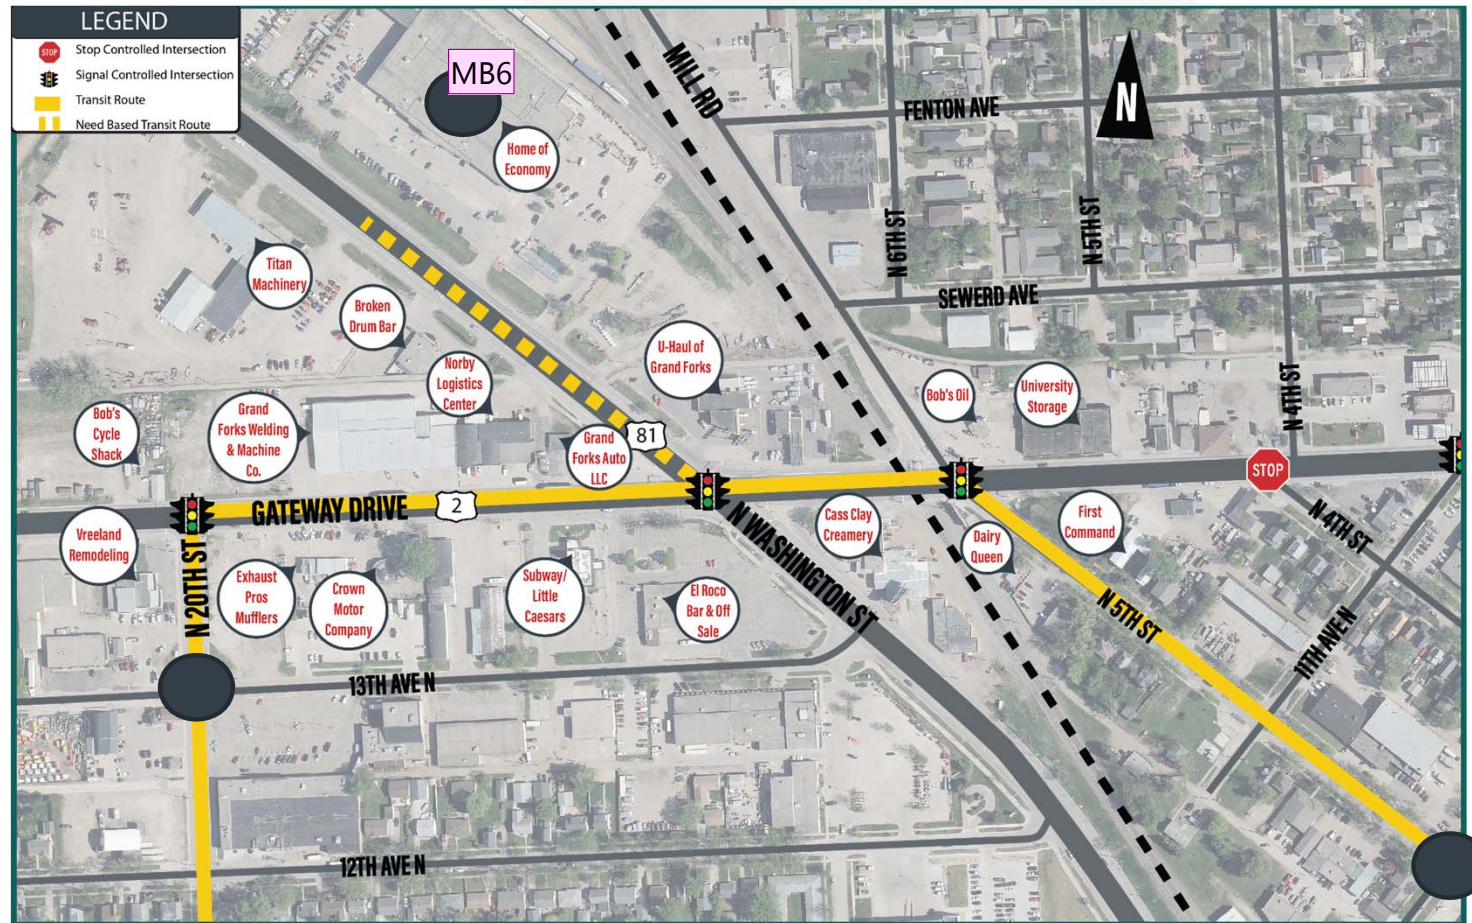 LEGEND
STOP
Stop Controlled Intersection
Signal Controlled Intersection
Transit Route
Need Based Transit Route
MB6
Home of
Economy
MILL RD
FENTON AVE
N
N 6TH ST
N 5TH ST
SEWERD AVE
N 4TH ST
Titan
Machinery
Broken
Drum Bar
Norby
Logistics
Center
U-Haul of
Grand Forks
Bob's Oil
University
Storage
Bob's
Cycle
Shack
Grand
Forks Welding
& Machine
Co.
Grand
Forks Auto
LLC
81
STOP
GATEWAY DRIVE
2
N WASHINGTON ST
Cass Clay
Creamery
Dairy
Queen
First
Command
N 4TH ST
Vreeland
Remodeling
N 20TH ST
Exhaust
Pros
Mufflers
Crown
Motor
Company
Subway/
Little
Caesars
El Roco
Bar & Off
Sale
N 5TH ST
11TH AVE N
13TH AVE N
12TH AVE N